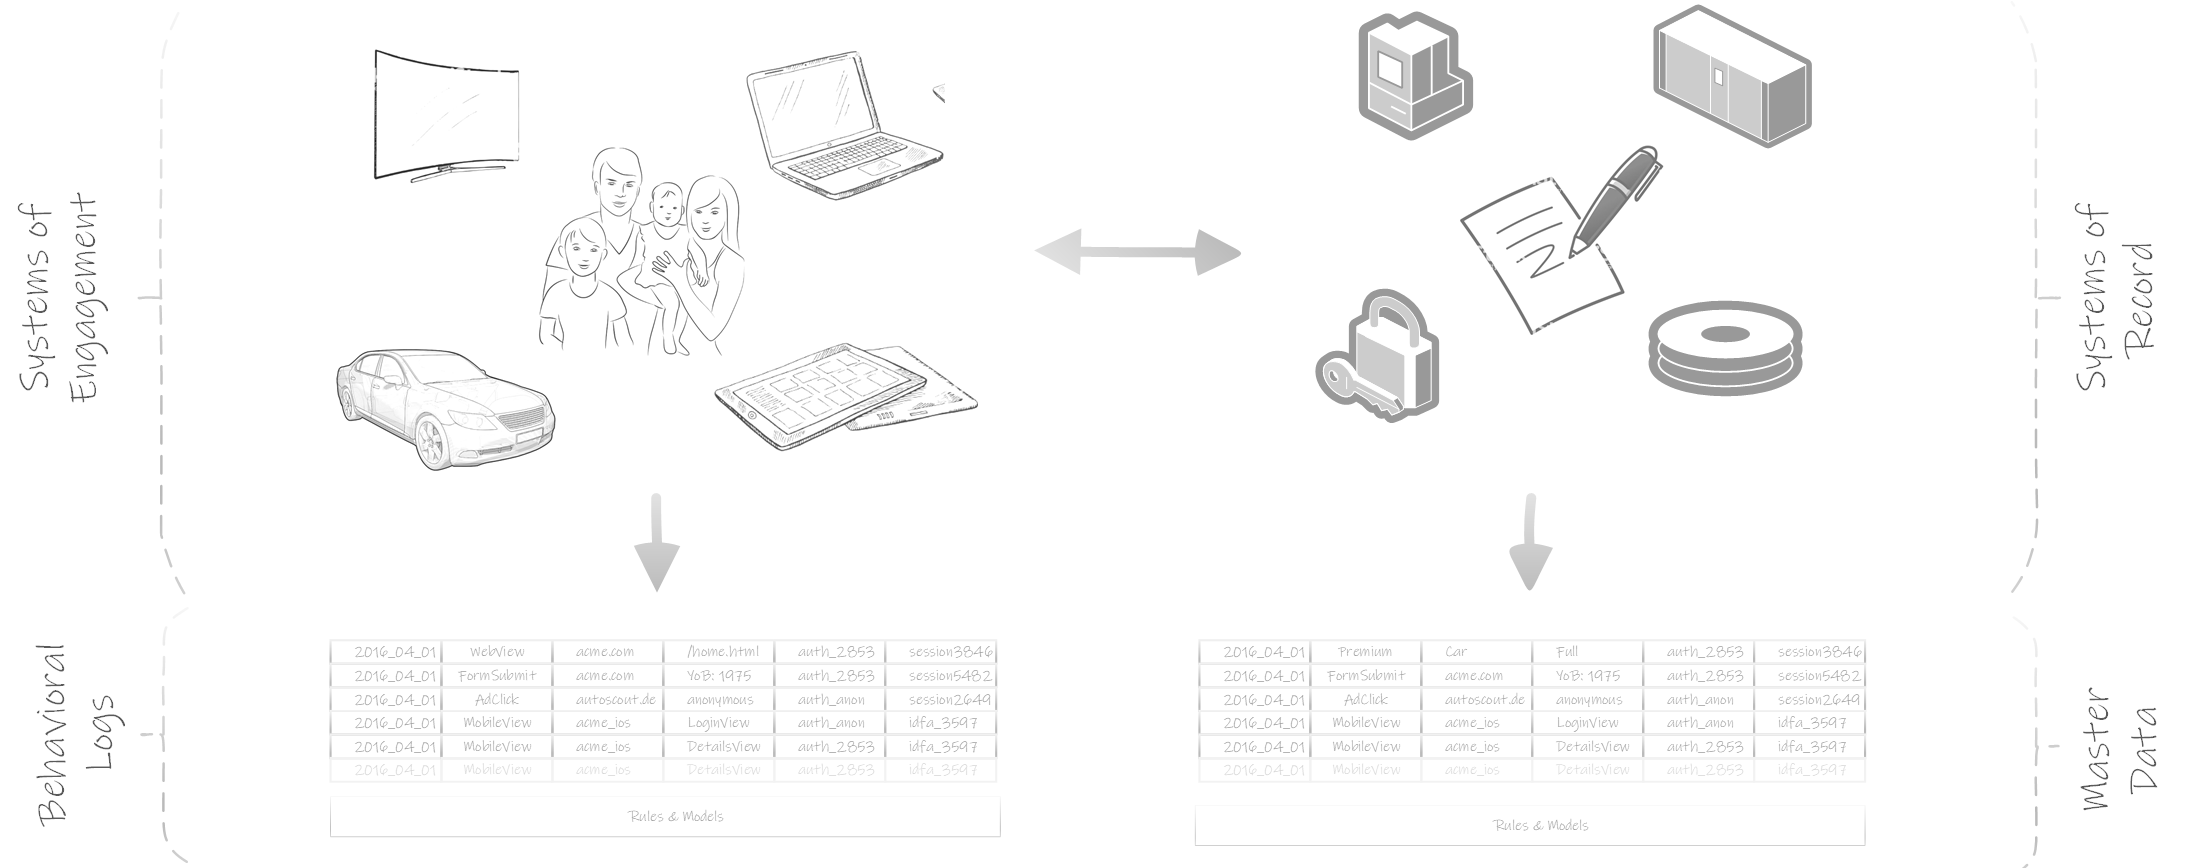 Systems of
Engagement
Systems of
Record
Behavioral
Logs
2016_04_01 WebView acme.com /home.html auth_2853 session3846
2016_04_01 FormSubmit acme.com YoB: 1975 auth_2853 session5482
2016_04_01 AdClick autoscout.de anonymous auth_anon session2649
2016_04_01 MobileView acme_ios LoginView auth_anon idfa_3597
2016_04_01 MobileView acme_ios DetailsView auth_2853 idfa_3597
2016_04_01 MobileView acme_ios DetailsView auth_2853 idfa_3597
Rules & Models
2016_04_01 Premium Car Full auth_2853 session3846
2016_04_01 FormSubmit acme.com YoB: 1975 auth_2853 session5482
2016_04_01 AdClick autoscout.de anonymous auth_anon session2649
2016_04_01 MobileView acme_ios LoginView auth_anon idfa_3597
2016_04_01 MobileView acme_ios DetailsView auth_2853 idfa_3597
2016_04_01 MobileView acme_ios DetailsView auth_2853 idfa_3597
Rules & Models
Master
Data